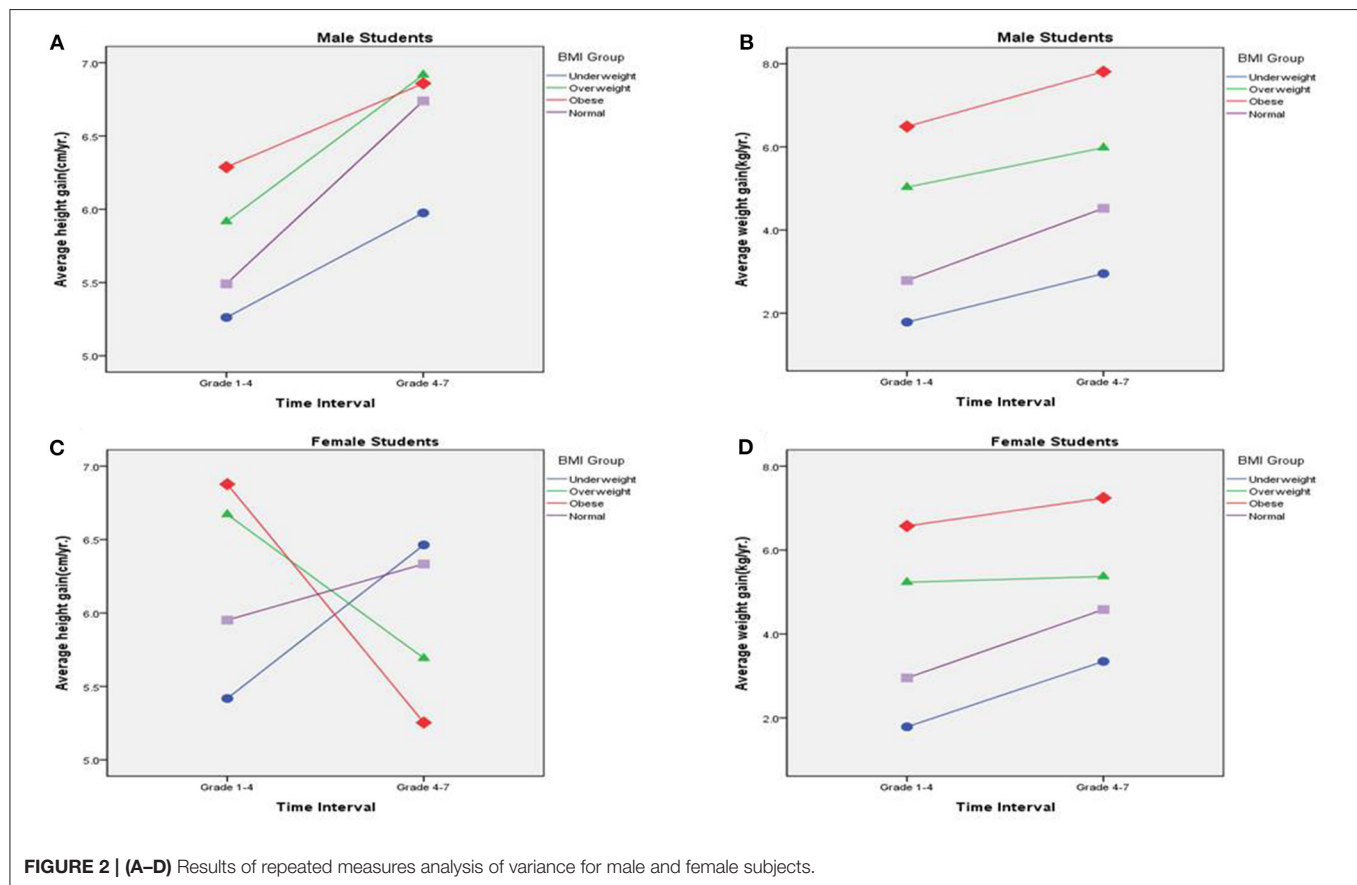 A
Male Students
BMI Group
Underweight
Overweight
Obese
Normal
Average height gain(cm/yr.)
7.0
6.5
6.0
5.5
5.0
Grade 1-4
Grade 4-7
Time Interval
B
Male Students
BMI Group
Underweight
Overweight
Obese
Normal
Average weight gain(kg/yr.)
8.0
6.0
4.0
2.0
Grade 1-4
Grade 4-7
Time Interval
C
Female Students
BMI Group
Underweight
Overweight
Obese
Normal
Average height gain(cm/yr.)
7.0
6.5
6.0
5.5
5.0
Grade 1-4
Grade 4-7
Time Interval
D
Female Students
BMI Group
Underweight
Overweight
Obese
Normal
Average weight gain(kg/yr.)
8.0
6.0
4.0
2.0
Grade 1-4
Grade 4-7
Time Interval
FIGURE 2 | (A–D) Results of repeated measures analysis of variance for male and female subjects.